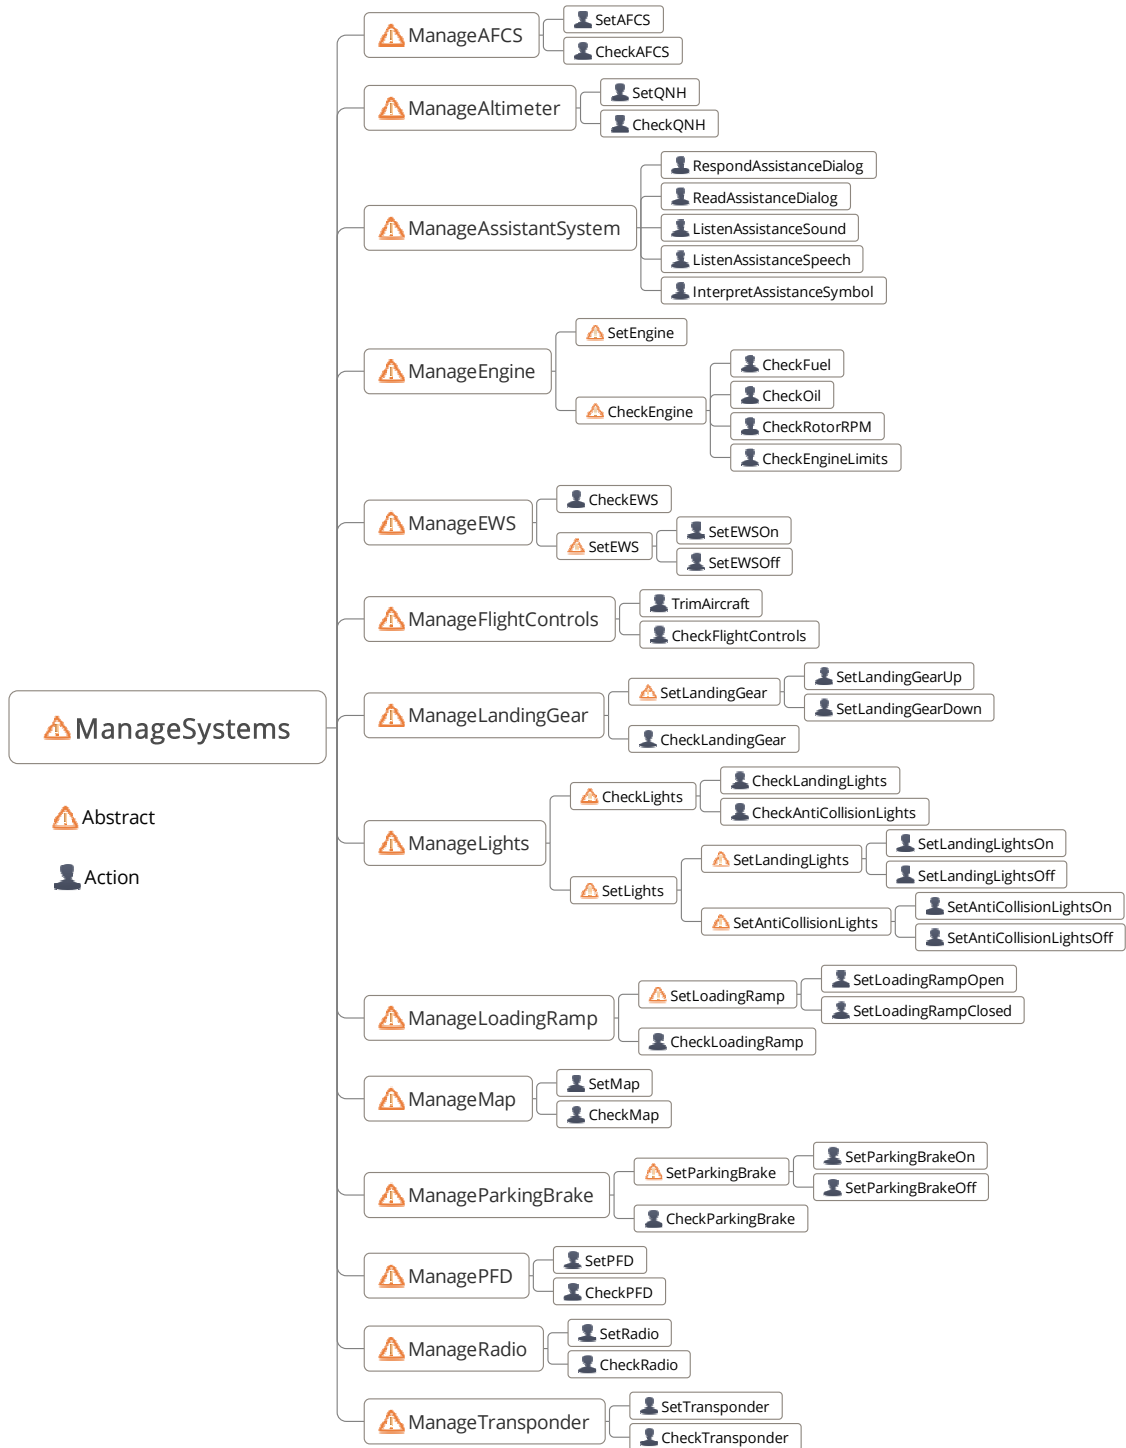 ManageAFCS
SetAFCS
CheckAFCS
ManageAltimeter
SetQNH
CheckQNH
ManageAssistantSystem
RespondAssistanceDialog
ReadAssistanceDialog
ListenAssistanceSound
ListenAssistanceSpeech
InterpretAssistanceSymbol
ManageEngine
SetEngine
CheckEngine
CheckFuel
CheckOil
CheckRotorRPM
CheckEngineLimits
ManageEWS
CheckEWS
SetEWS
SetEWSOn
SetEWSOff
ManageFlightControls
TrimAircraft
CheckFlightControls
ManageSystems
ManageLandingGear
SetLandingGear
SetLandingGearUp
SetLandingGearDown
CheckLandingGear
Abstract
Action
ManageLights
CheckLights
CheckLandingLights
CheckAntiCollisionLights
SetLights
SetLandingLights
SetLandingLightsOn
SetLandingLightsOff
SetAntiCollisionLights
SetAntiCollisionLightsOn
SetAntiCollisionLightsOff
ManageLoadingRamp
SetLoadingRamp
SetLoadingRampOpen
SetLoadingRampClosed
CheckLoadingRamp
ManageMap
SetMap
CheckMap
ManageParkingBrake
SetParkingBrake
SetParkingBrakeOn
SetParkingBrakeOff
CheckParkingBrake
ManagePFD
SetPFD
CheckPFD
ManageRadio
SetRadio
CheckRadio
ManageTransponder
SetTransponder
CheckTransponder